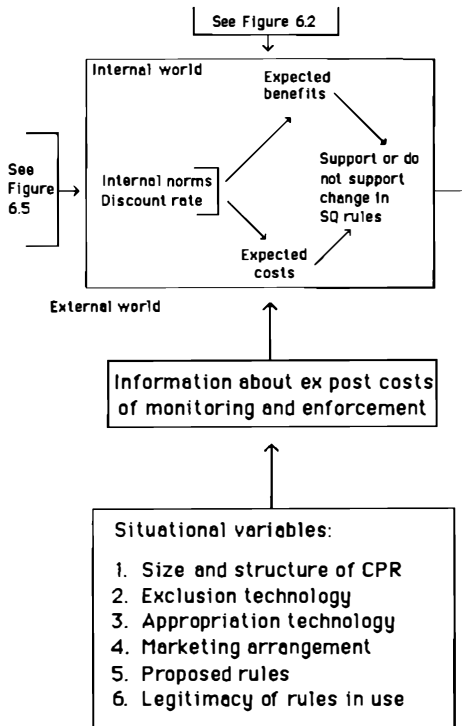 See Figure 6.2
Internal world
Expected
benefits
See
Figure
6.5
Internal norms
Discount rate
Support or do
not support
change in
SQ rules
Expected
costs
External world
Information about ex post costs
of monitoring and enforcement
Situational variables:
1. Size and structure of CPR
2. Exclusion technology
3. Appropriation technology
4. Marketing arrangement
5. Proposed rules
6. Legitimacy of rules in use